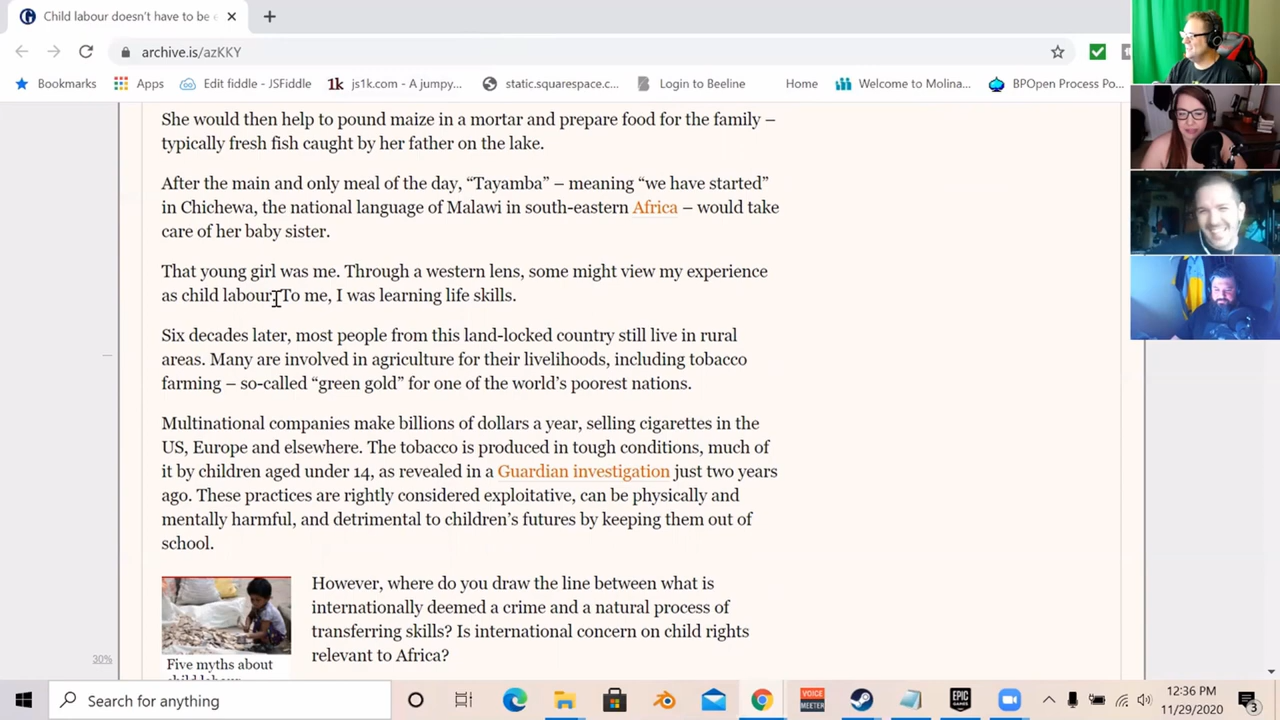 Child labour doesn't have to be
archive.is/azKKY
Bookmarks
Apps
Edit fiddle - JSFiddle
js1k.com - A jumpy...
static.squarespace.c...
Login to Beeline
Home
Welcome to Molina...
BPOpen Process Po...
She would then help to pound maize in a mortar and prepare food for the family –
typically fresh fish caught by her father on the lake.
After the main and only meal of the day, “Tayamba” – meaning “we have started”
in Chichewa, the national language of Malawi in south-eastern Africa – would take
care of her baby sister.
That young girl was me. Through a western lens, some might view my experience
as child labour. To me, I was learning life skills.
Six decades later, most people from this land-locked country still live in rural
areas. Many are involved in agriculture for their livelihoods, including tobacco
farming – so-called “green gold” for one of the world’s poorest nations.
Multinational companies make billions of dollars a year, selling cigarettes in the
US, Europe and elsewhere. The tobacco is produced in tough conditions, much of
it by children aged under 14, as revealed in a Guardian investigation just two years
ago. These practices are rightly considered exploitative, can be physically and
mentally harmful, and detrimental to children’s futures by keeping them out of
school.
However, where do you draw the line between what is
internationally deemed a crime and a natural process of
transferring skills? Is international concern on child rights
relevant to Africa?
Five myths about
30%
Search for anything
VOICE
MEETER
EPIC
GAMES
12:36 PM
11/29/2020
3